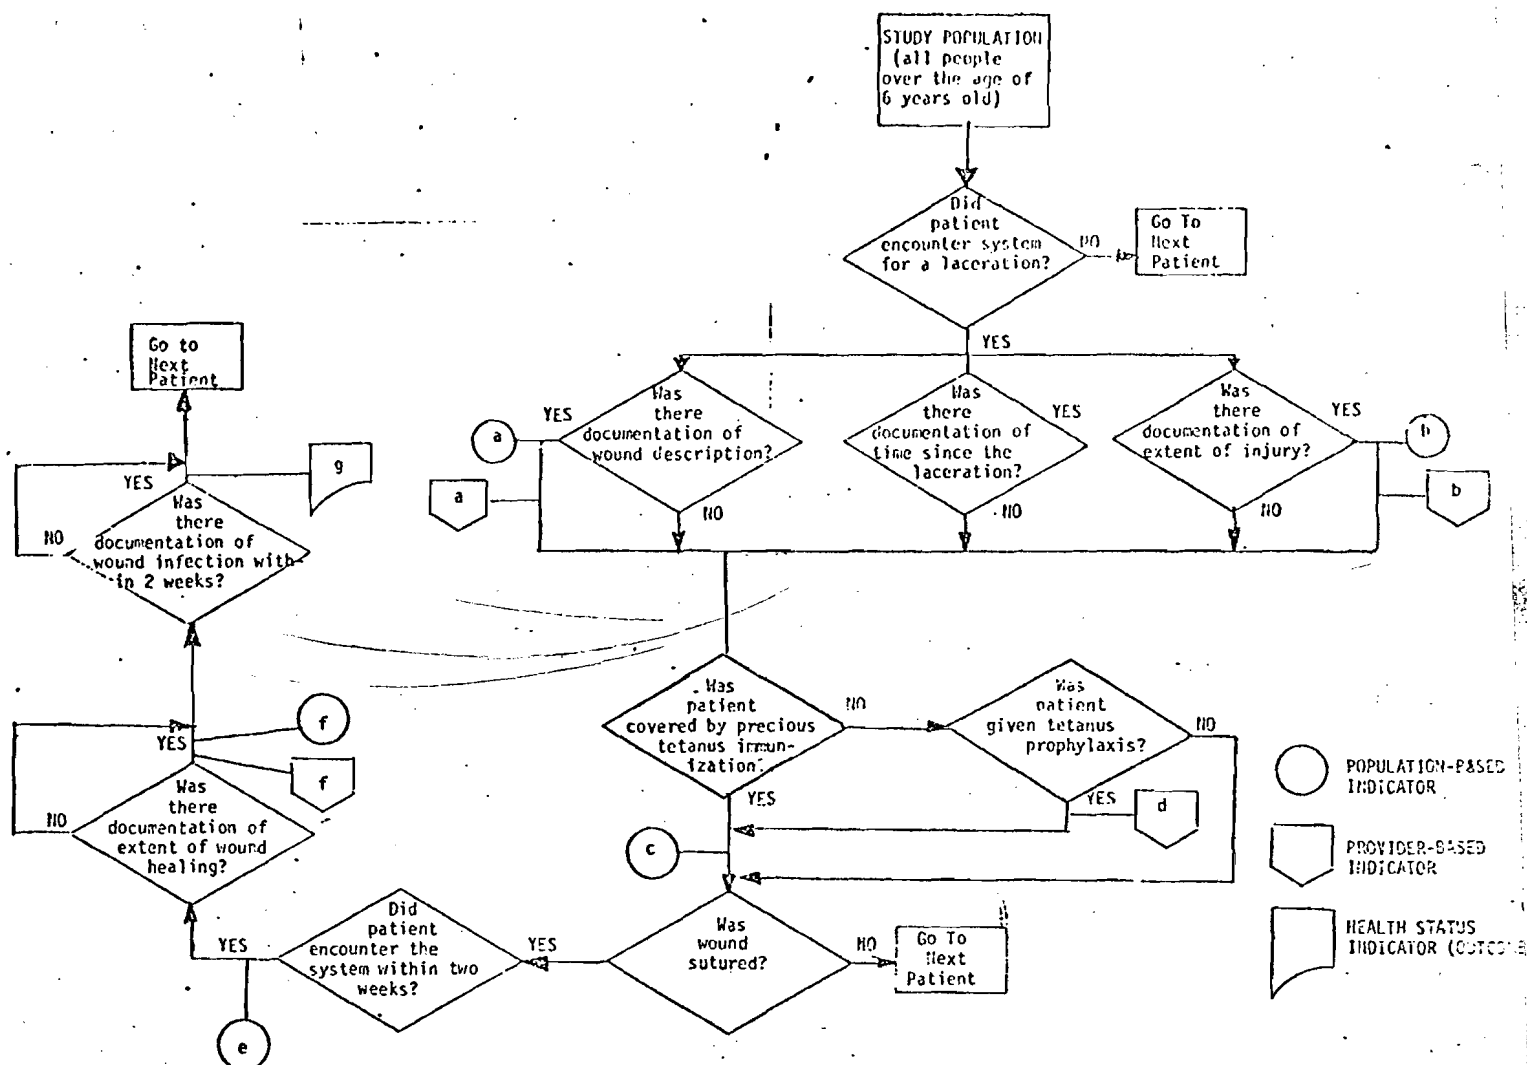 STUDY POPULATION
(all people
over the age of
6 years old)
Did
patient
encounter system
for a laceration?
NO
Go To
Next
Patient
YES
Was
there
documentation of
wound description?
YES
a
a
NO
Was
there
documentation of
time since the
laceration?
YES
NO
Was
there
documentation of
extent of injury?
YES
b
b
NO
Was
patient
covered by precious
tetanus immun-
ization?
NO
YES
Was
patient
given tetanus
prophylaxis?
NO
YES
d
c
Was
wound
sutured?
NO
Go To
Next
Patient
YES
Did
patient
encounter the
system within two
weeks?
YES
e
Was
there
documentation of
extent of wound
healing?
NO
YES
f
f
Was
there
documentation of
wound infection with-
in 2 weeks?
NO
YES
g
Go to
Next
Patient
POPULATION-BASED
INDICATOR
PROVIDER-BASED
INDICATOR
HEALTH STATUS
INDICATOR (OUTCOME